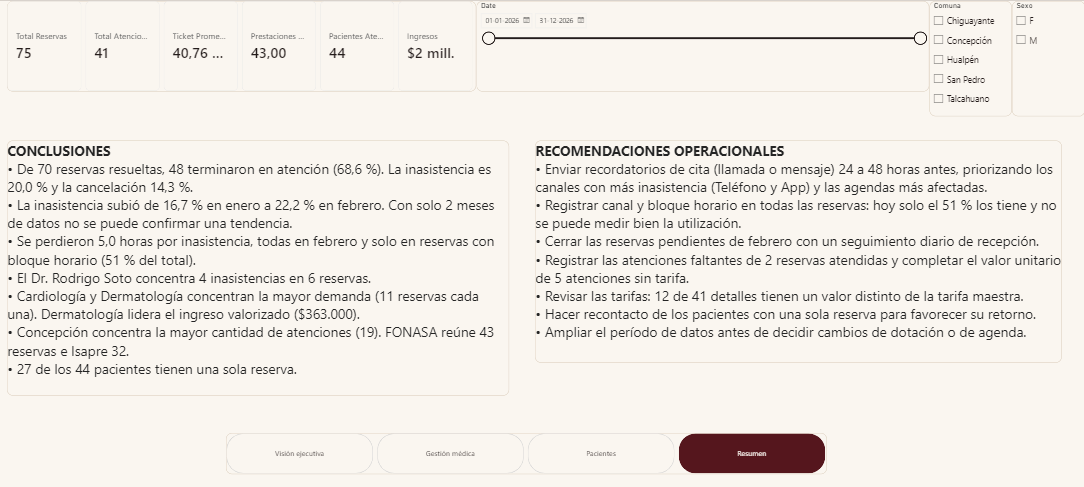 Total Reservas
75
Total Atencio...
41
Ticket Prome...
40,76 ...
Prestaciones ...
43,00
Pacientes Ate...
44
Ingresos
$2 mill.
Date
01-01-2026
31-12-2026
Comuna
Chiguayante
Concepción
Hualpén
San Pedro
Talcahuano
Sexo
F
M
CONCLUSIONES
• De 70 reservas resueltas, 48 terminaron en atención (68,6 %). La inasistencia es
20,0 % y la cancelación 14,3 %.
• La inasistencia subió de 16,7 % en enero a 22,2 % en febrero. Con solo 2 meses
de datos no se puede confirmar una tendencia.
• Se perdieron 5,0 horas por inasistencia, todas en febrero y solo en reservas con
bloque horario (51 % del total).
• El Dr. Rodrigo Soto concentra 4 inasistencias en 6 reservas.
• Cardiología y Dermatología concentran la mayor demanda (11 reservas cada
una). Dermatología lidera el ingreso valorizado ($363.000).
• Concepción concentra la mayor cantidad de atenciones (19). FONASA reúne 43
reservas e Isapre 32.
• 27 de los 44 pacientes tienen una sola reserva.
RECOMENDACIONES OPERACIONALES
• Enviar recordatorios de cita (llamada o mensaje) 24 a 48 horas antes, priorizando los
canales con más inasistencia (Teléfono y App) y las agendas más afectadas.
• Registrar canal y bloque horario en todas las reservas: hoy solo el 51 % los tiene y no
se puede medir bien la utilización.
• Cerrar las reservas pendientes de febrero con un seguimiento diario de recepción.
• Registrar las atenciones faltantes de 2 reservas atendidas y completar el valor unitario
de 5 atenciones sin tarifa.
• Revisar las tarifas: 12 de 41 detalles tienen un valor distinto de la tarifa maestra.
• Hacer recontacto de los pacientes con una sola reserva para favorecer su retorno.
• Ampliar el período de datos antes de decidir cambios de dotación o de agenda.
Visión ejecutiva
Gestión médica
Pacientes
Resumen